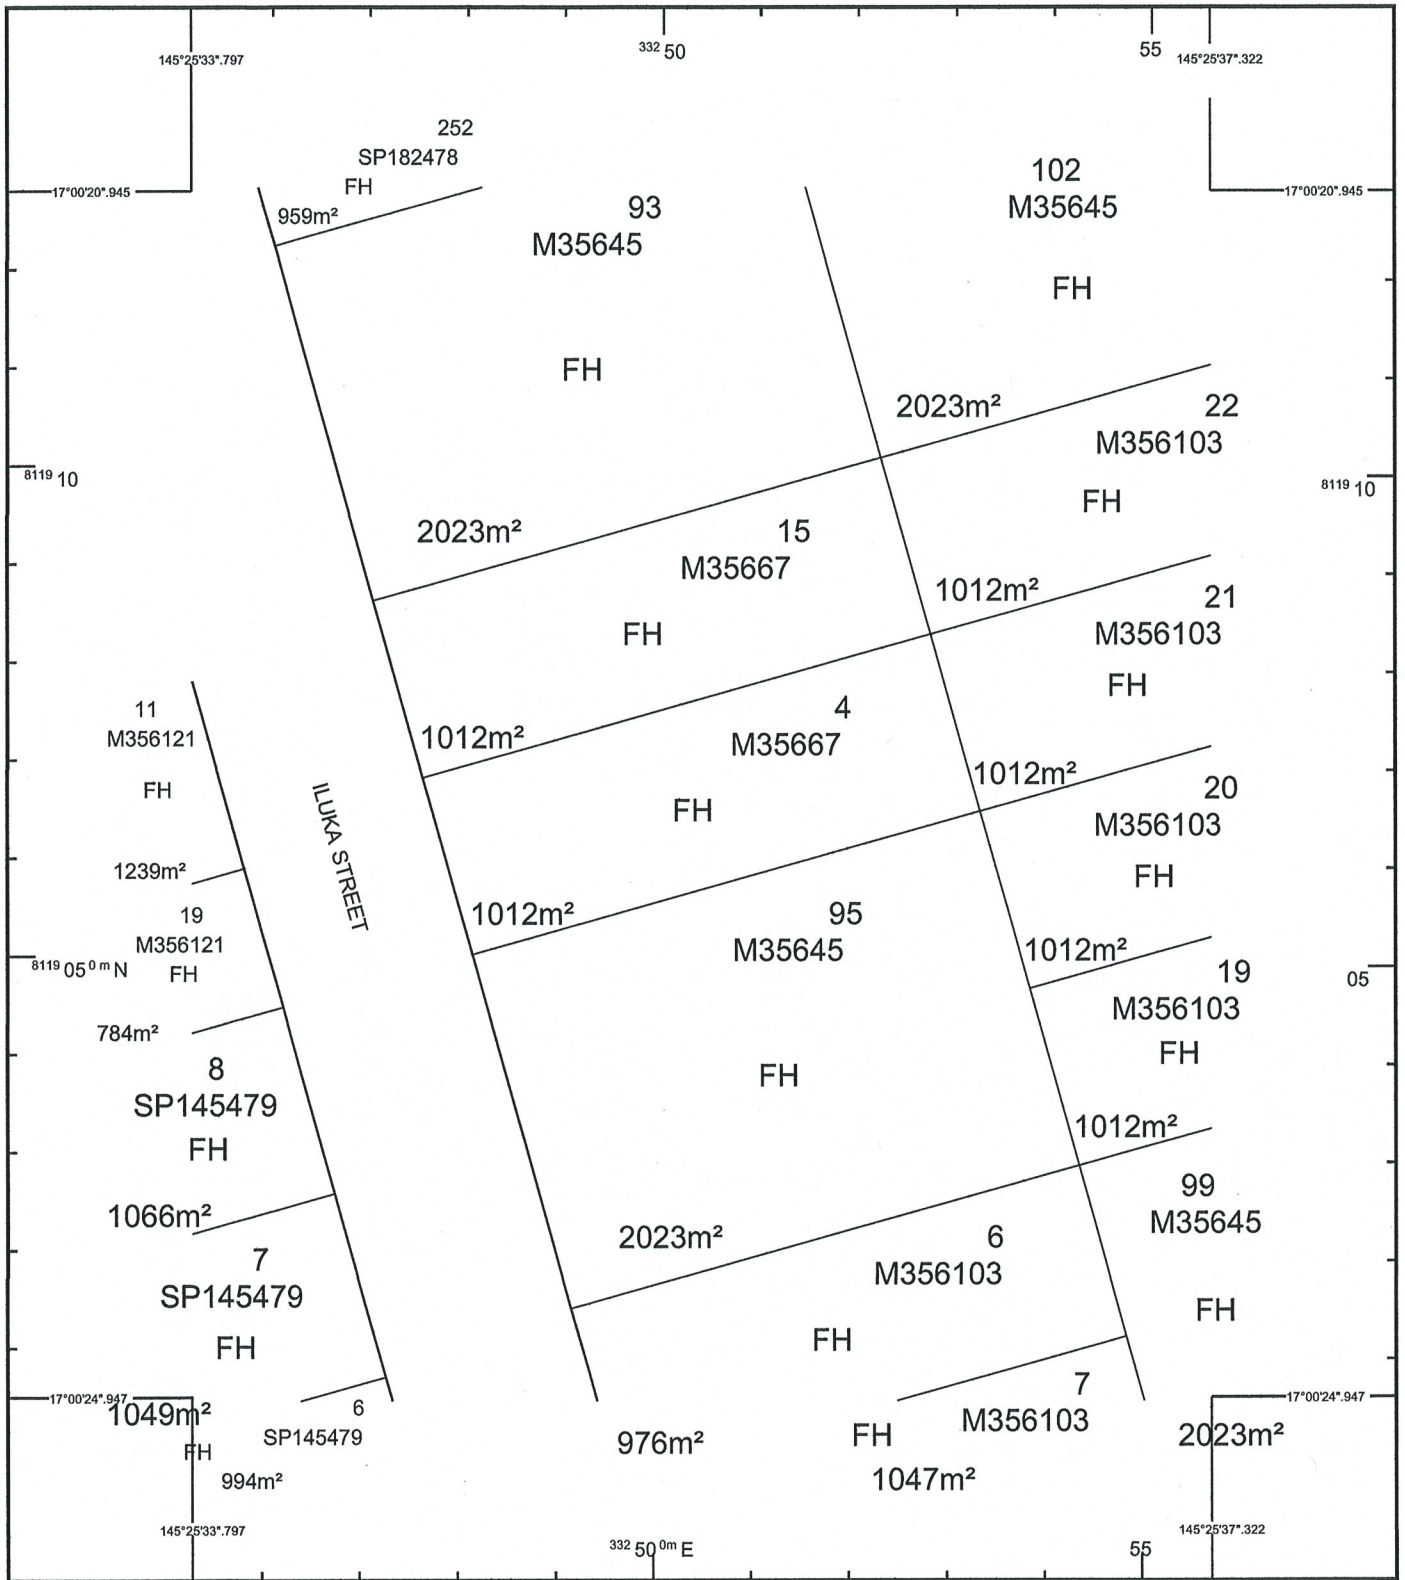 332 50
55
145°25'33".797
145°25'37".322
252
SP182478
FH
959m²
17°00'20".945
17°00'20".945
93
M35645
FH
2023m²
102
M35645
FH
2023m²
22
M356103
FH
1012m²
8119 10
8119 10
15
M35667
FH
1012m²
21
M356103
FH
1012m²
4
M35667
FH
1012m²
20
M356103
FH
1012m²
11
M356121
FH
1239m²
ILUKA STREET
19
M356121
FH
784m²
8119 05 0 m N
05
95
M35645
FH
2023m²
19
M356103
FH
1012m²
8
SP145479
FH
1066m²
7
SP145479
FH
1049m²
6
M356103
FH
976m²
99
M35645
FH
2023m²
17°00'24".947
17°00'24".947
6
SP145479
FH
994m²
7
M356103
FH
1047m²
145°25'33".797
145°25'37".322
332 50 0m E
55